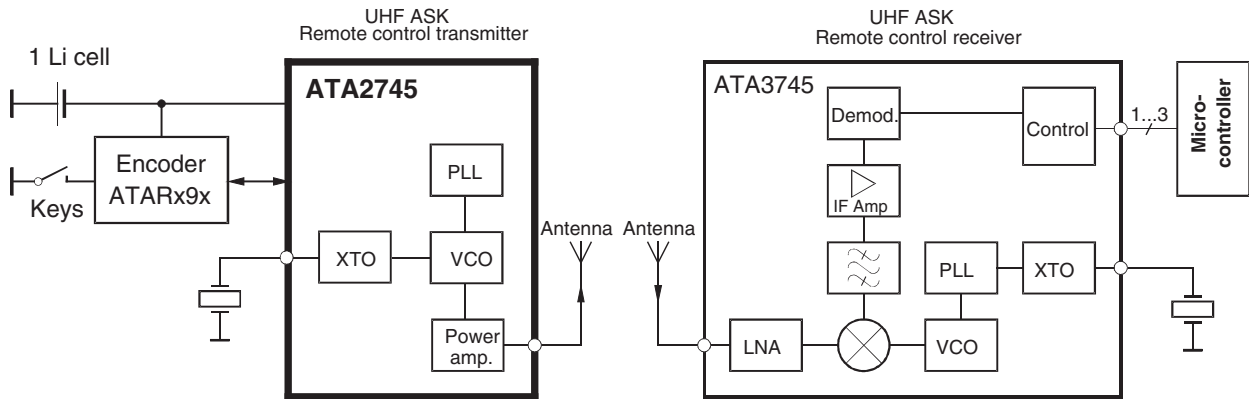 UHF ASK
Remote control transmitter
1 Li cell
ATA2745
Encoder
ATARx9x
Keys
PLL
XTO
VCO
Power
amp.
Antenna
UHF ASK
Remote control receiver
ATA3745
Demod.
Control
1...3
Micro-
controller
IF Amp
Antenna
PLL
XTO
LNA
VCO